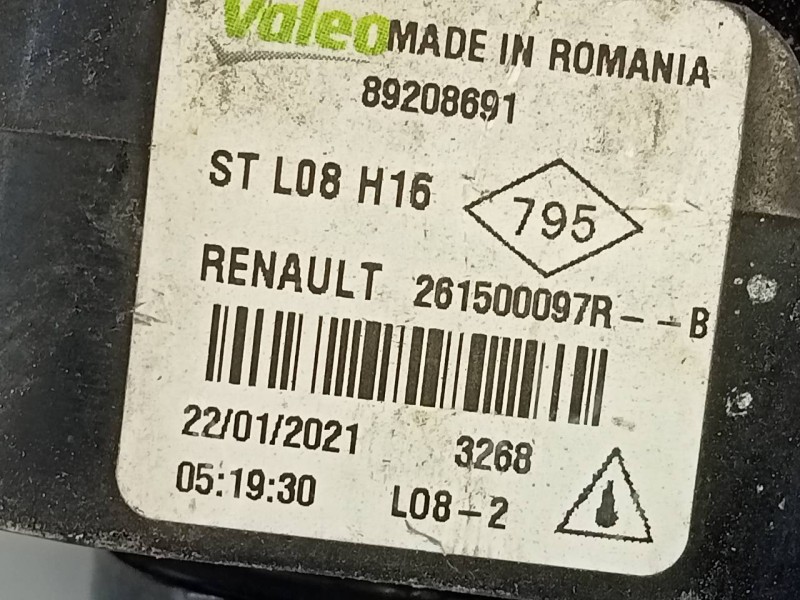 Valeo MADE IN ROMANIA
89208691
ST L08 H16 795
RENAULT 261500097R--B
22/01/2021 3268
05:19:30 L08-2